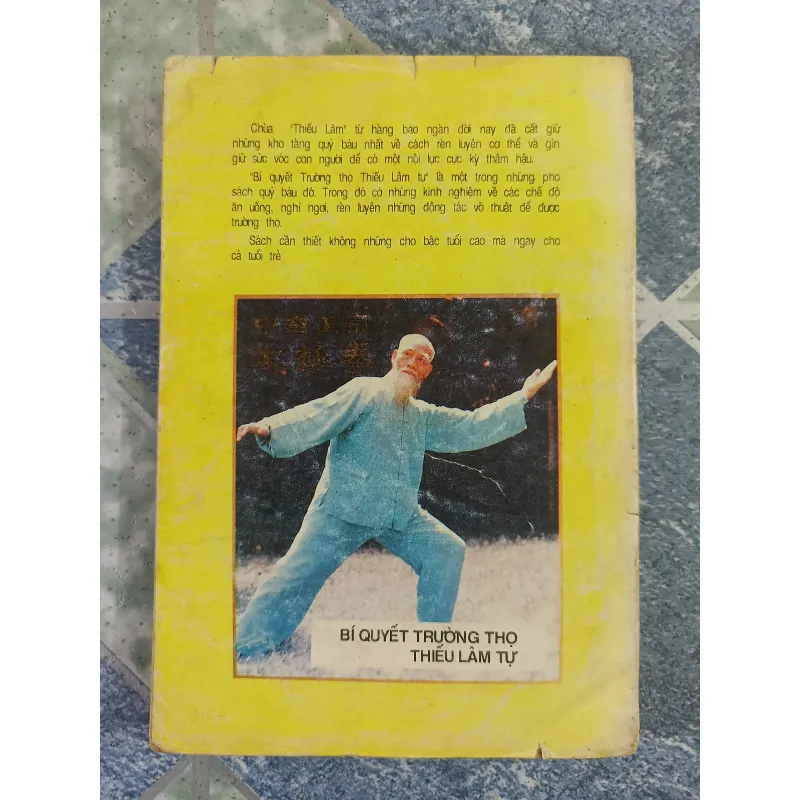 Chùa "Thiếu Lâm" từ hàng bao ngàn đời nay đã cất giữ
những kho tàng quý báu nhất về cách rèn luyện cơ thể và gìn
giữ sức vóc con người để có một nội lực cực kỳ thâm hậu.
"Bí quyết Trường thọ Thiếu Lâm tự" là một trong những pho
sách quý báu đó. Trong đó có những kinh nghiệm về các chế độ
ăn uống, nghỉ ngơi, rèn luyện những động tác võ thuật để được
trường thọ.
Sách cần thiết không những cho bậc tuổi cao mà ngay cho
cả tuổi trẻ
BÍ QUYẾT TRƯỜNG THỌ
THIẾU LÂM TỰ